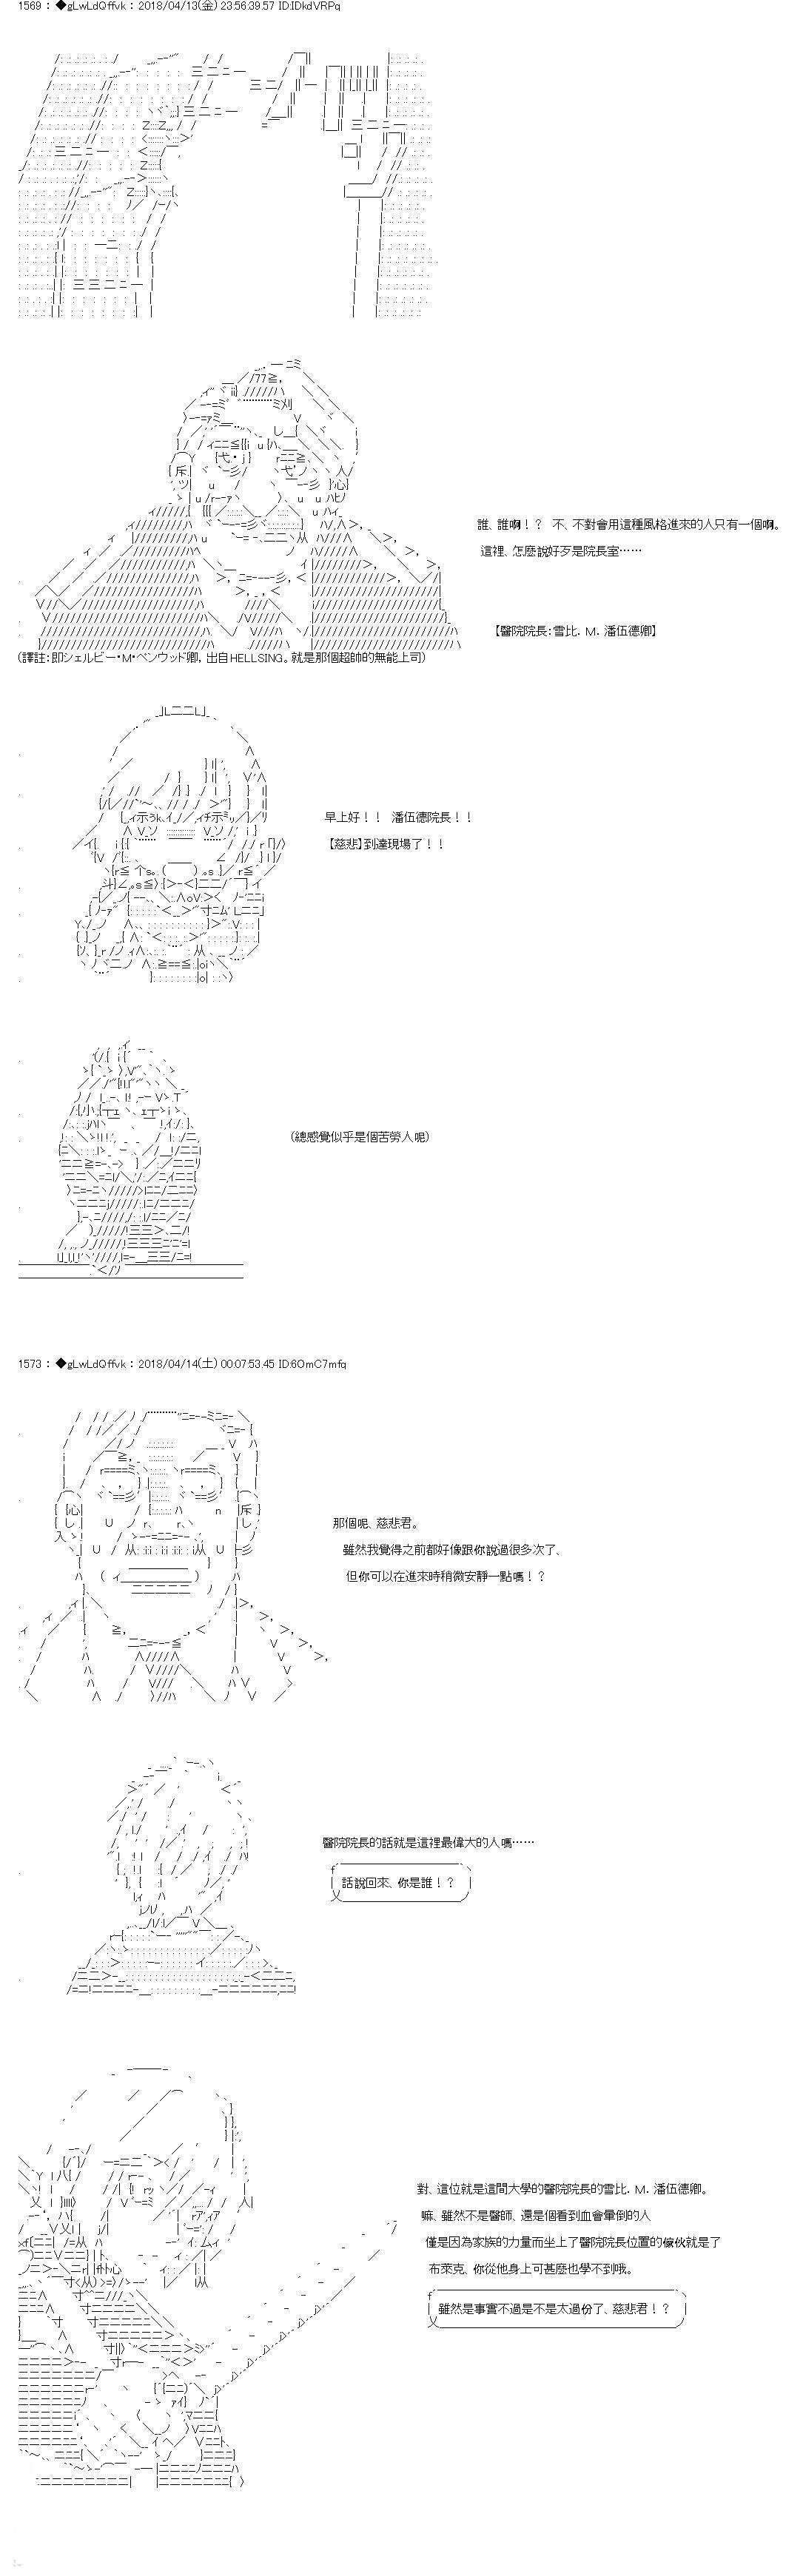 1569 : ◆gLwLdQffvk : 2018/04/13(金) 23:56:39.57 ID:IDkdVRPq
誰、誰啊！？ 不、不對會用這種風格進來的人只有一個啊。
這裡、怎麼說好歹是院長室……
【醫院院長：雪比．M．潘伍德卿】
(譯註：即シェルビー・M・ペンウッド卿，出自HELLSING。就是那個超帥的無能上司)
早上好！！ 潘伍德院長！！
【慈悲】到達現場了！！
(總感覺似乎是個苦勞人呢)
1573 : ◆gLwLdQffvk : 2018/04/14(土) 00:07:53.45 ID:6OmC7mfq
那個呢、慈悲君。
雖然我覺得之前都好像跟你說過很多次了、
但你可以在進來時稍微安靜一點嗎！？
醫院院長的話就是這裡最偉大的人嗎……
話說回來、你是誰！？
對、這位就是這間大學的醫院院長的雪比．M．潘伍德卿。
嘛、雖然不是醫師、還是個看到血會暈倒的人
僅是因為家族的力量而坐上了醫院院長位置的傢伙就是了
布萊克、你從他身上可甚麼也學不到哦。
雖然是事實不過是不是太過份了、慈悲君！？